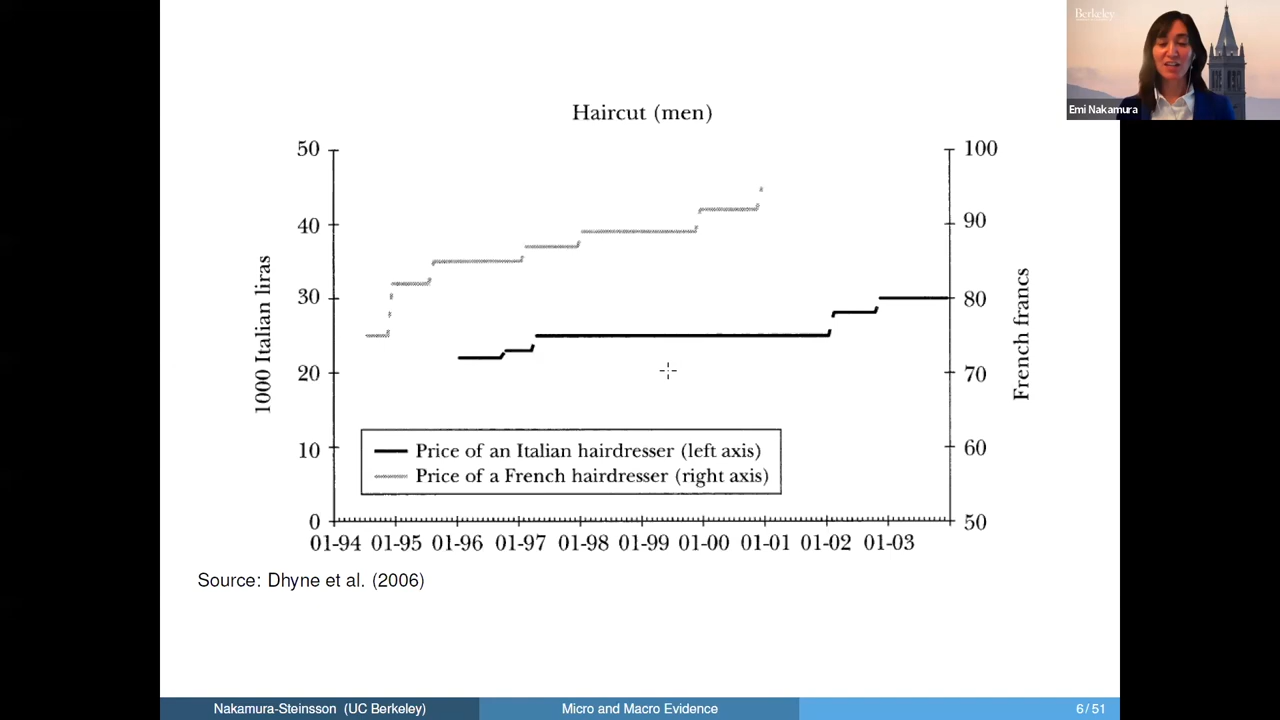 Berkeley
Emi Nakamura
Haircut (men)
50
40
30
20
10
0
1000 Italian liras
100
90
80
70
60
50
French francs
Price of an Italian hairdresser (left axis)
Price of a French hairdresser (right axis)
01-94 01-95 01-96 01-97 01-98 01-99 01-00 01-01 01-02 01-03
Source: Dhyne et al. (2006)
Nakamura-Steinsson (UC Berkeley) Micro and Macro Evidence 6 / 51